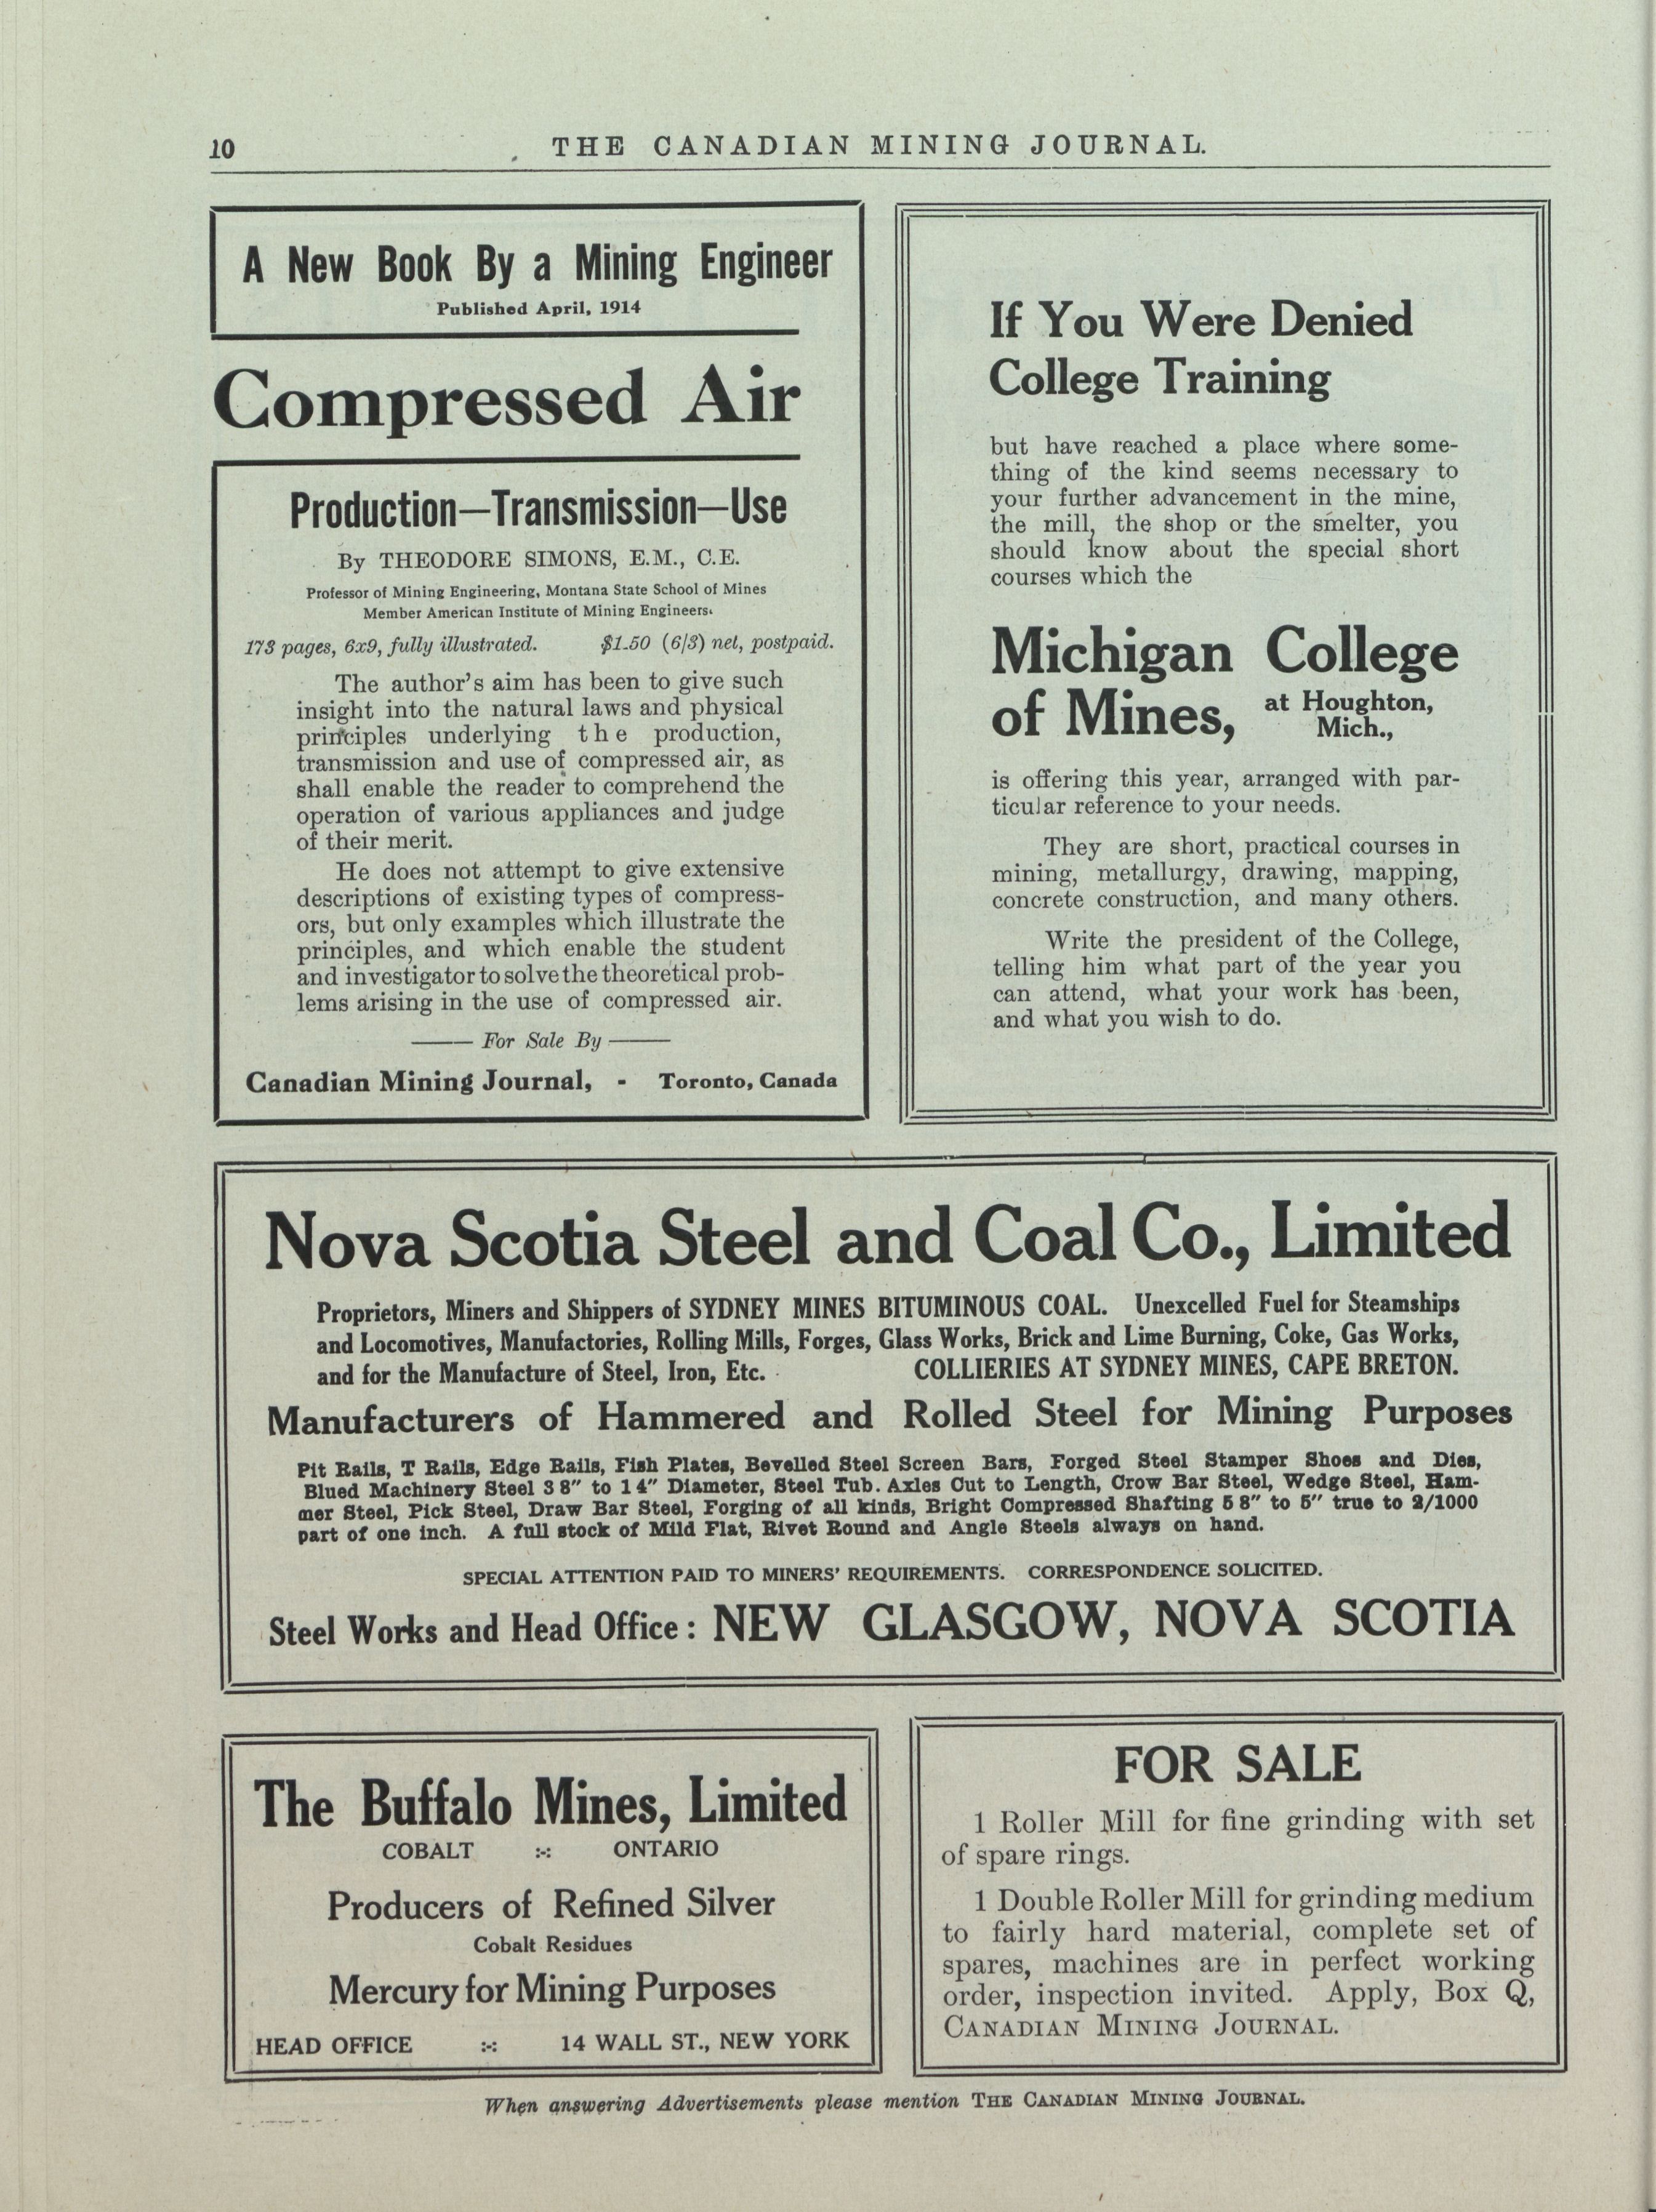 10
THE CANADIAN MINING JOURNAL.
A New Book By a Mining Engineer
Published April, 1914
Compressed Air
Production—Transmission—Use
By THEODORE SIMONS, E.M., C.E.
Professor of Mining Engineering, Montana State School of Mines
Member American Institute of Mining Engineers.
173 pages, 6x9, fully illustrated. $1.50 (6/3) net, postpaid.
The author's aim has been to give such
insight into the natural laws and physical
principles underlying the production,
transmission and use of compressed air, as
shall enable the reader to comprehend the
operation of various appliances and judge
of their merit.
He does not attempt to give extensive
descriptions of existing types of compress-
ors, but only examples which illustrate the
principles, and which enable the student
and investigator to solve the theoretical prob-
lems arising in the use of compressed air.
—— For Sale By ——
Canadian Mining Journal, - Toronto, Canada
If You Were Denied
College Training
but have reached a place where some-
thing of the kind seems necessary to
your further advancement in the mine,
the mill, the shop or the smelter, you
should know about the special short
courses which the
Michigan College
of Mines, at Houghton,
Mich.,
is offering this year, arranged with par-
ticular reference to your needs.
They are short, practical courses in
mining, metallurgy, drawing, mapping,
concrete construction, and many others.
Write the president of the College,
telling him what part of the year you
can attend, what your work has been,
and what you wish to do.
Nova Scotia Steel and Coal Co., Limited
Proprietors, Miners and Shippers of SYDNEY MINES BITUMINOUS COAL. Unexcelled Fuel for Steamships
and Locomotives, Manufactories, Rolling Mills, Forges, Glass Works, Brick and Lime Burning, Coke, Gas Works,
and for the Manufacture of Steel, Iron, Etc. COLLIERIES AT SYDNEY MINES, CAPE BRETON.
Manufacturers of Hammered and Rolled Steel for Mining Purposes
Pit Rails, T Rails, Edge Rails, Fish Plates, Bevelled Steel Screen Bars, Forged Steel Stamper Shoes and Dies,
Blued Machinery Steel 3 8" to 1 4" Diameter, Steel Tub. Axles Cut to Length, Crow Bar Steel, Wedge Steel, Ham-
mer Steel, Pick Steel, Draw Bar Steel, Forging of all kinds, Bright Compressed Shafting 5 8" to 5" true to 2/1000
part of one inch. A full stock of Mild Flat, Rivet Round and Angle Steels always on hand.
SPECIAL ATTENTION PAID TO MINERS' REQUIREMENTS. CORRESPONDENCE SOLICITED.
Steel Works and Head Office: NEW GLASGOW, NOVA SCOTIA
The Buffalo Mines, Limited
COBALT :-: ONTARIO
Producers of Refined Silver
Cobalt Residues
Mercury for Mining Purposes
HEAD OFFICE :-: 14 WALL ST., NEW YORK
FOR SALE
1 Roller Mill for fine grinding with set
of spare rings.
1 Double Roller Mill for grinding medium
to fairly hard material, complete set of
spares, machines are in perfect working
order, inspection invited. Apply, Box Q,
CANADIAN MINING JOURNAL.
When answering Advertisements please mention THE CANADIAN MINING JOURNAL.